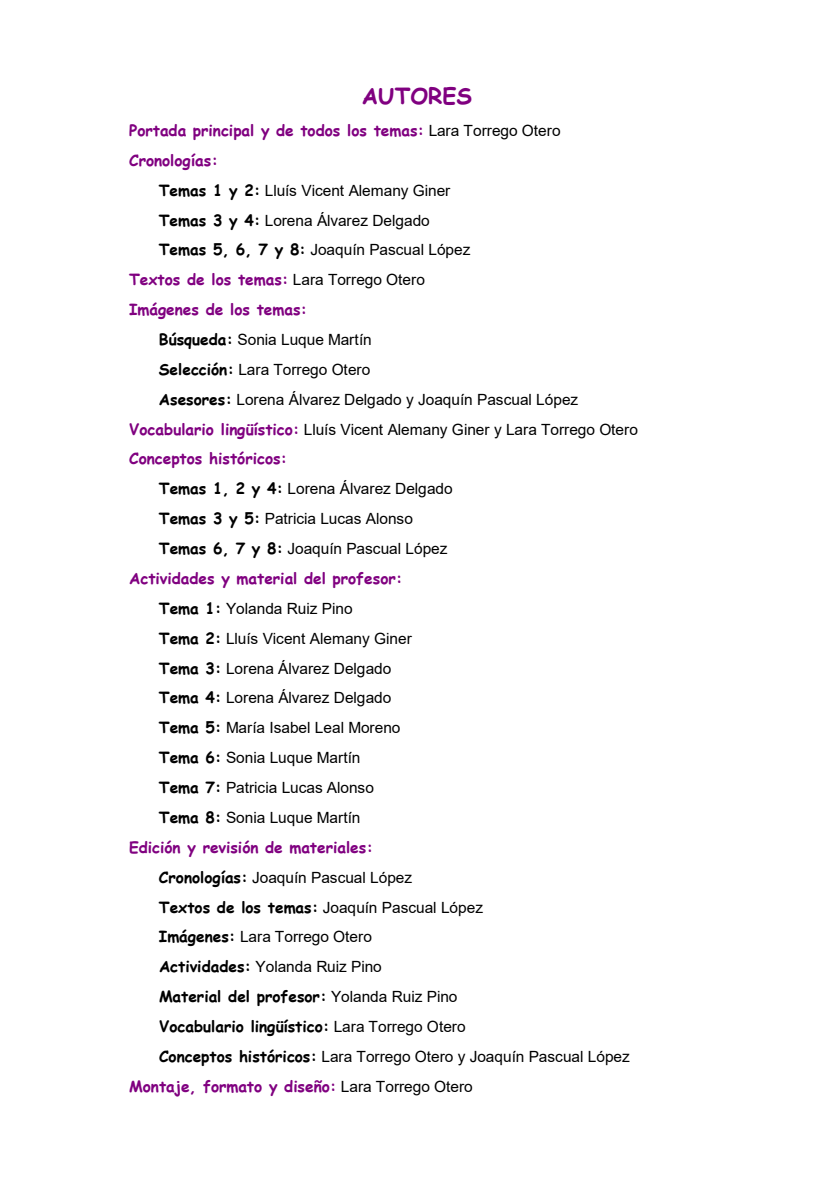 AUTORES
Portada principal y de todos los temas: Lara Torrego Otero
Cronologías:
Temas 1 y 2: Lluís Vicent Alemany Giner
Temas 3 y 4: Lorena Álvarez Delgado
Temas 5, 6, 7 y 8: Joaquín Pascual López
Textos de los temas: Lara Torrego Otero
Imágenes de los temas:
Búsqueda: Sonia Luque Martín
Selección: Lara Torrego Otero
Asesores: Lorena Álvarez Delgado y Joaquín Pascual López
Vocabulario lingüístico: Lluís Vicent Alemany Giner y Lara Torrego Otero
Conceptos históricos:
Temas 1, 2 y 4: Lorena Álvarez Delgado
Temas 3 y 5: Patricia Lucas Alonso
Temas 6, 7 y 8: Joaquín Pascual López
Actividades y material del profesor:
Tema 1: Yolanda Ruiz Pino
Tema 2: Lluís Vicent Alemany Giner
Tema 3: Lorena Álvarez Delgado
Tema 4: Lorena Álvarez Delgado
Tema 5: María Isabel Leal Moreno
Tema 6: Sonia Luque Martín
Tema 7: Patricia Lucas Alonso
Tema 8: Sonia Luque Martín
Edición y revisión de materiales:
Cronologías: Joaquín Pascual López
Textos de los temas: Joaquín Pascual López
Imágenes: Lara Torrego Otero
Actividades: Yolanda Ruiz Pino
Material del profesor: Yolanda Ruiz Pino
Vocabulario lingüístico: Lara Torrego Otero
Conceptos históricos: Lara Torrego Otero y Joaquín Pascual López
Montaje, formato y diseño: Lara Torrego Otero